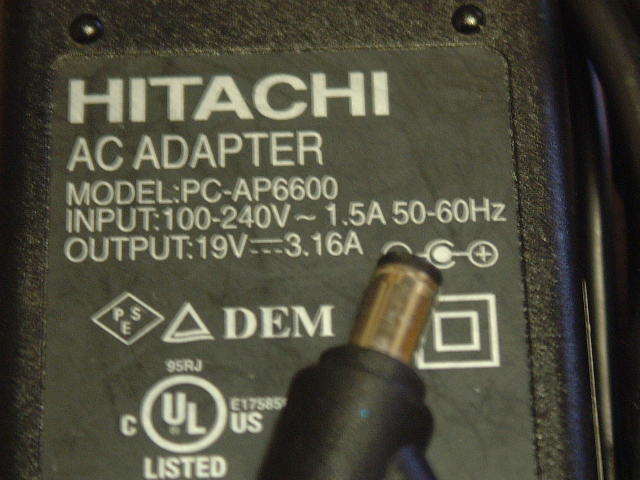 HITACHI
AC ADAPTER
MODEL:PC-AP6600
INPUT:100-240V~ 1.5A 50-60Hz
OUTPUT:19V⎓3.16A
PSE DEM
95RJ
C UL US
LISTED